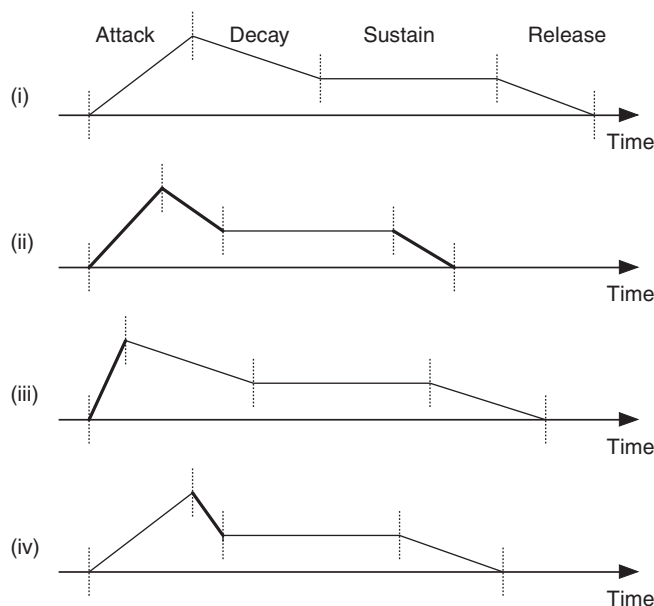 Attack Decay Sustain Release
(i)
Time
(ii)
Time
(iii)
Time
(iv)
Time